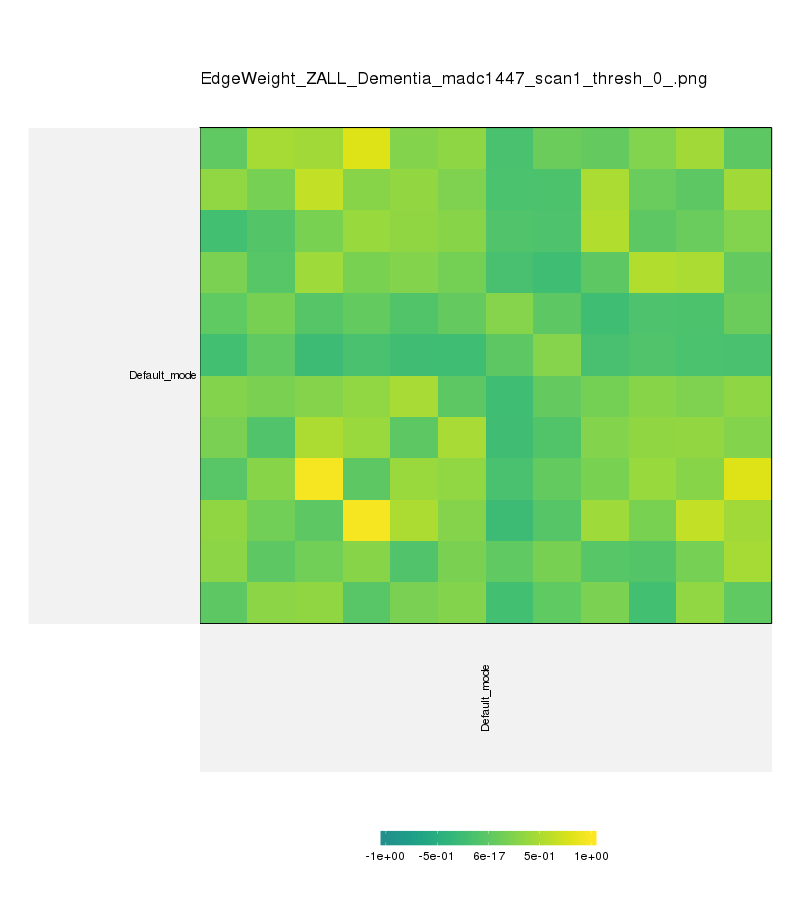 EdgeWeight_ZALL_Dementia_madc1447_scan1_thresh_0_.png
Default_mode
Default_mode
-1e+00 -5e-01 6e-17 5e-01 1e+00